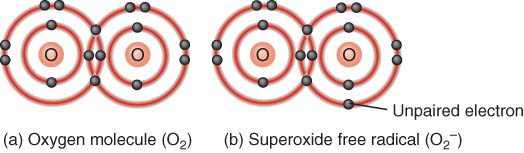 O O O O
Unpaired electron
(a) Oxygen molecule (O₂) (b) Superoxide free radical (O₂⁻)